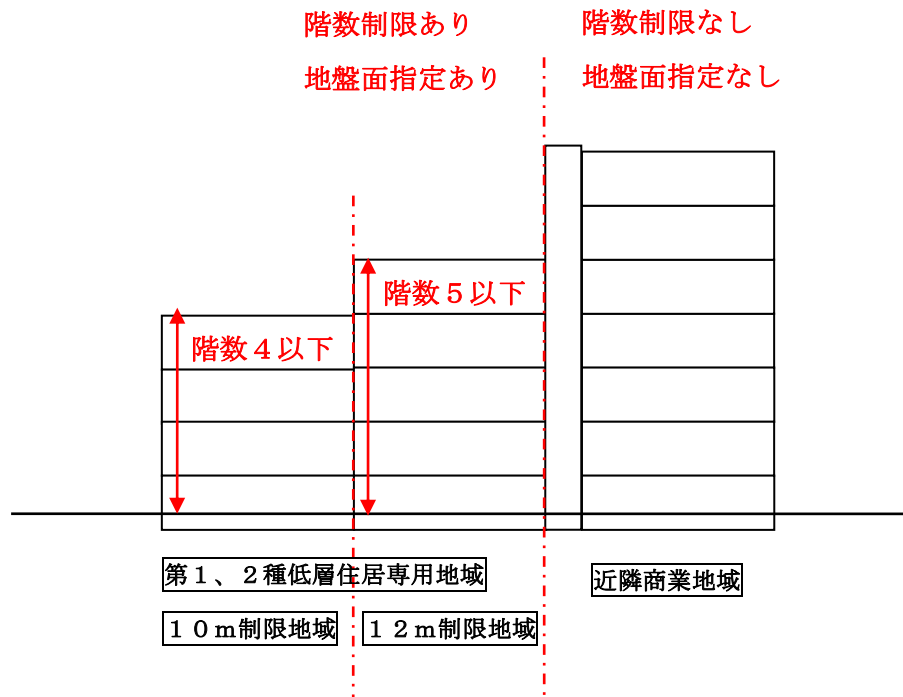 階数制限あり
地盤面指定あり
階数制限なし
地盤面指定なし
階数５以下
階数４以下
第１、２種低層住居専用地域
近隣商業地域
１０ｍ制限地域
１２ｍ制限地域